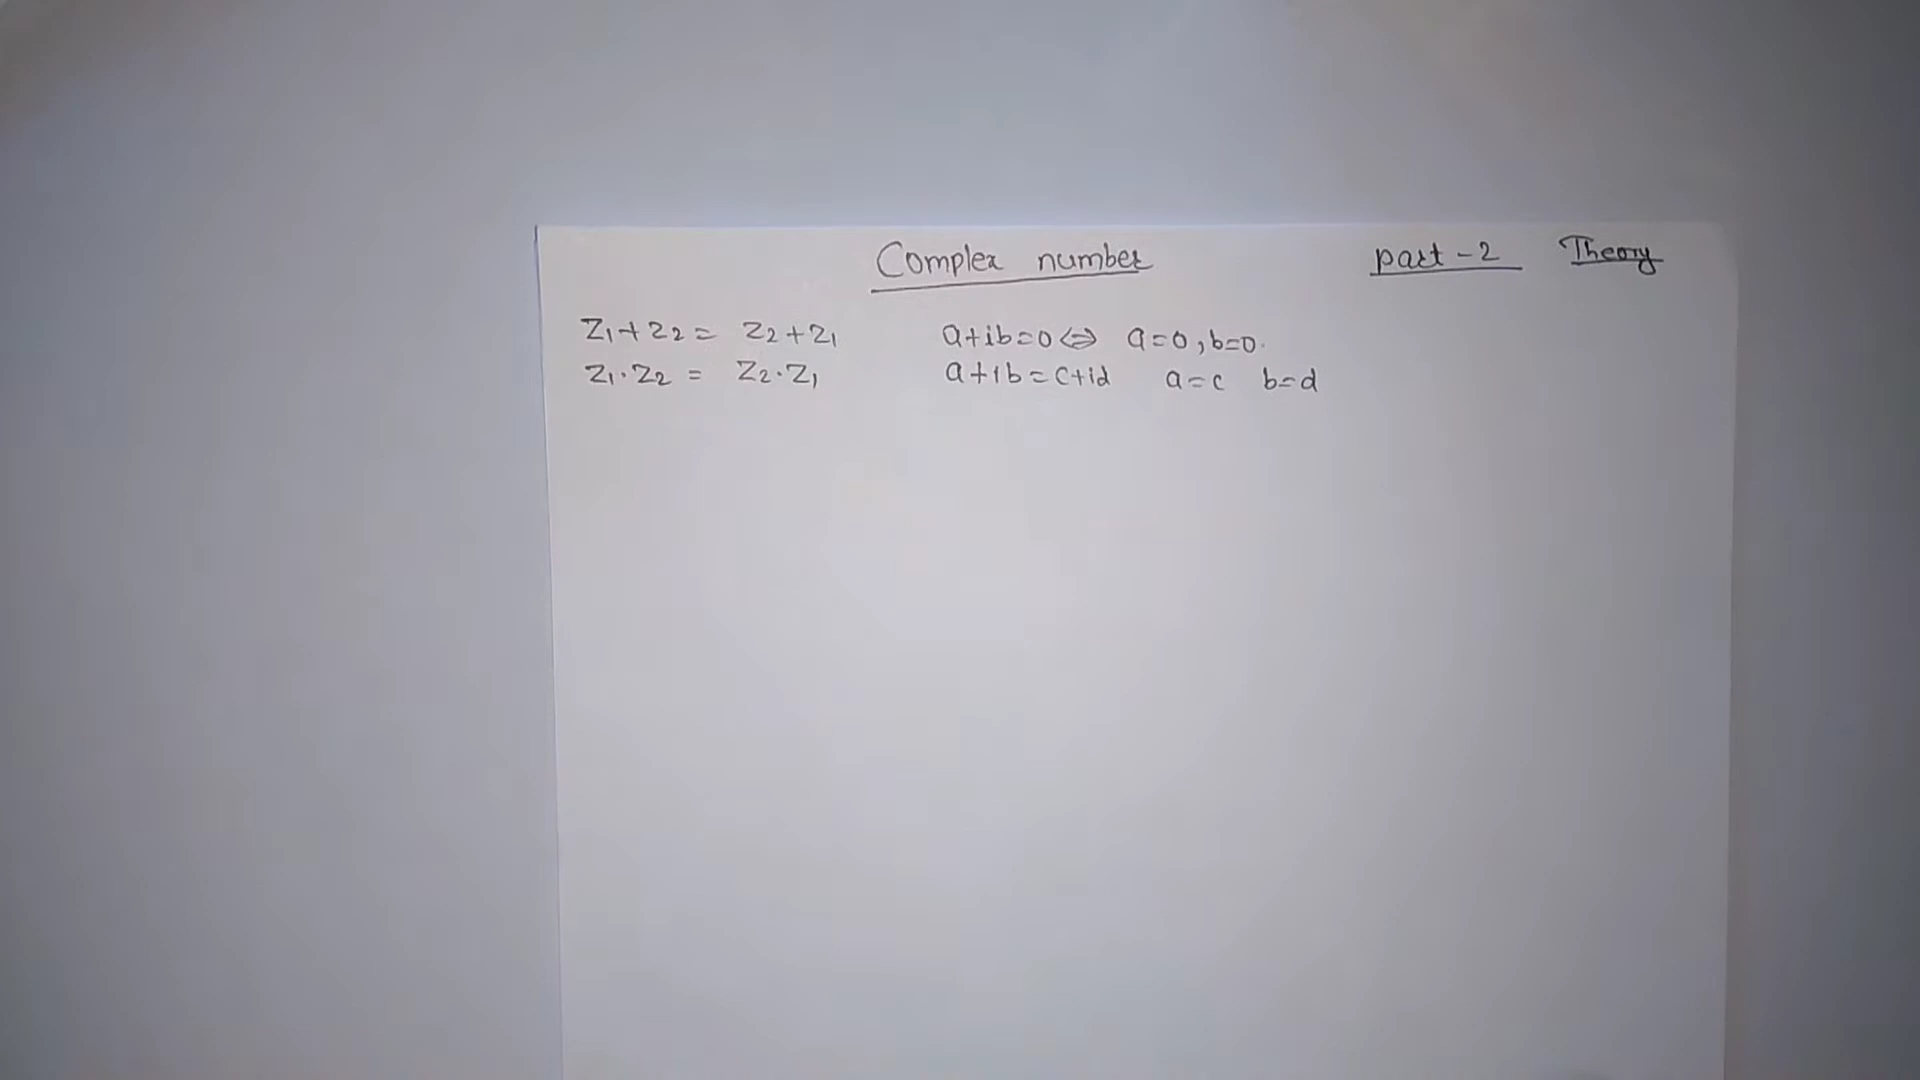 Complex number part-2 Theory
Z₁+Z₂= Z₂+Z₁ a+ib=0⇔ a=0,b=0.
Z₁·Z₂ = Z₂·Z₁ a+ib=c+id a=c b=d